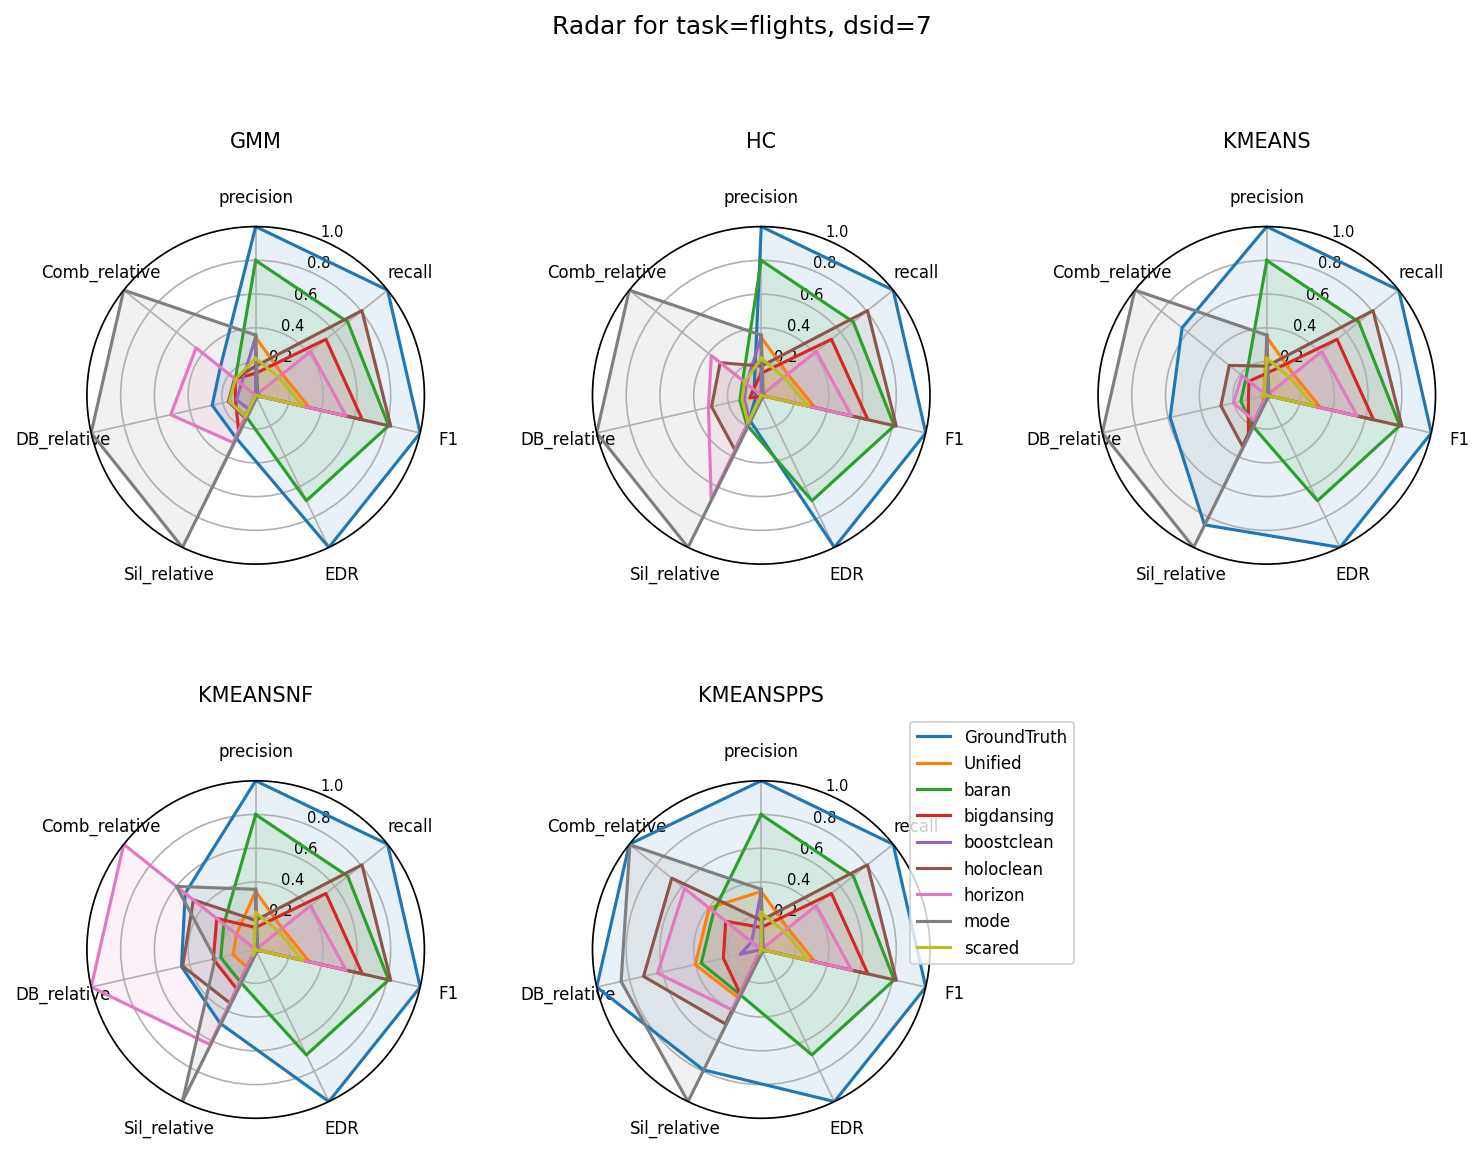 Radar for task=flights, dsid=7
GMM
precision
recall
F1
EDR
Sil_relative
DB_relative
Comb_relative
0.2
0.4
0.6
0.8
1.0
HC
precision
recall
F1
EDR
Sil_relative
DB_relative
Comb_relative
0.2
0.4
0.6
0.8
1.0
KMEANS
precision
recall
F1
EDR
Sil_relative
DB_relative
Comb_relative
0.2
0.4
0.6
0.8
1.0
KMEANSNF
precision
recall
F1
EDR
Sil_relative
DB_relative
Comb_relative
0.2
0.4
0.6
0.8
1.0
KMEANSPPS
precision
recall
F1
EDR
Sil_relative
DB_relative
Comb_relative
0.2
0.4
0.6
0.8
1.0
GroundTruth
Unified
baran
bigdansing
boostclean
holoclean
horizon
mode
scared